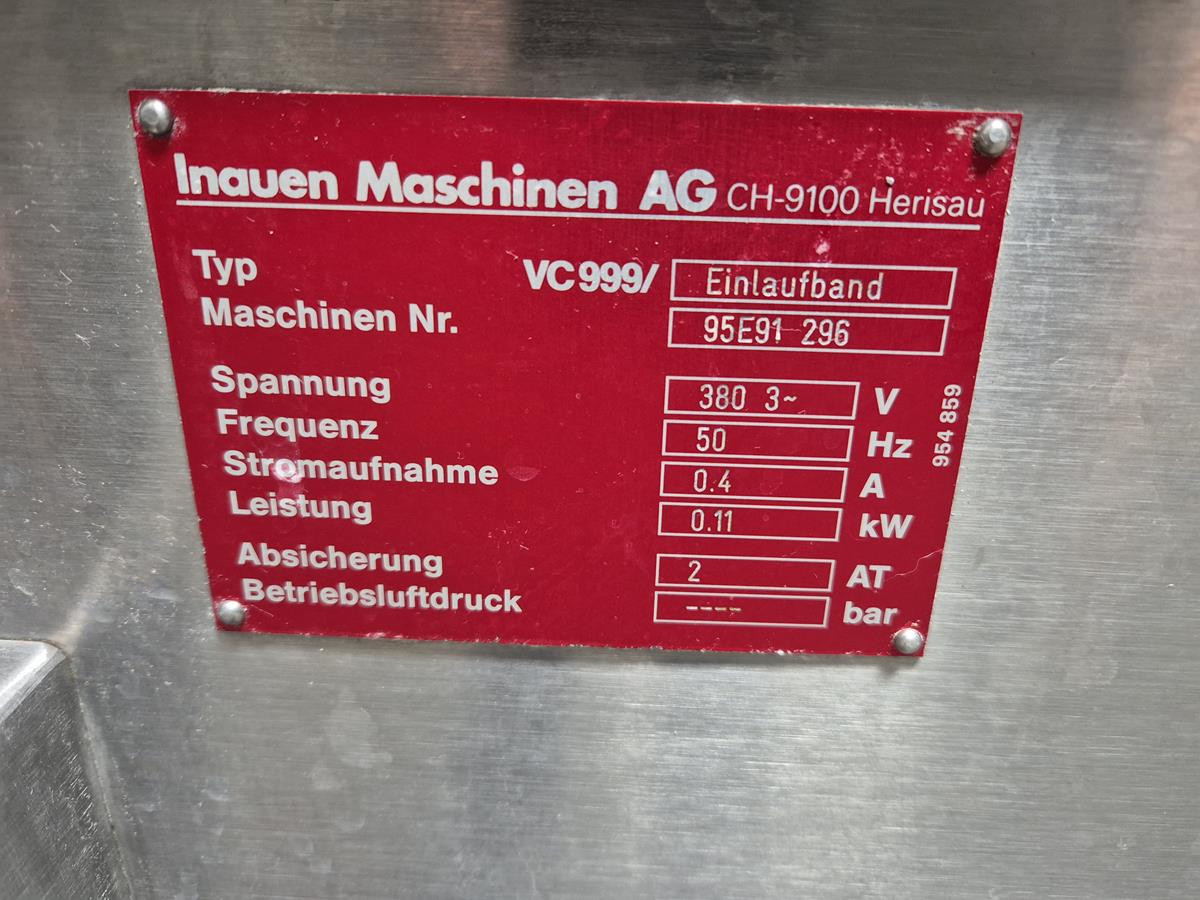 Inauen Maschinen AG CH-9100 Herisau
Typ VC999/ Einlaufband
Maschinen Nr. 95E91 296
Spannung 380 3~ V
Frequenz 50 Hz
Stromaufnahme 0.4 A
Leistung 0.11 kW
Absicherung 2 AT
Betriebsluftdruck ---- bar
954 859